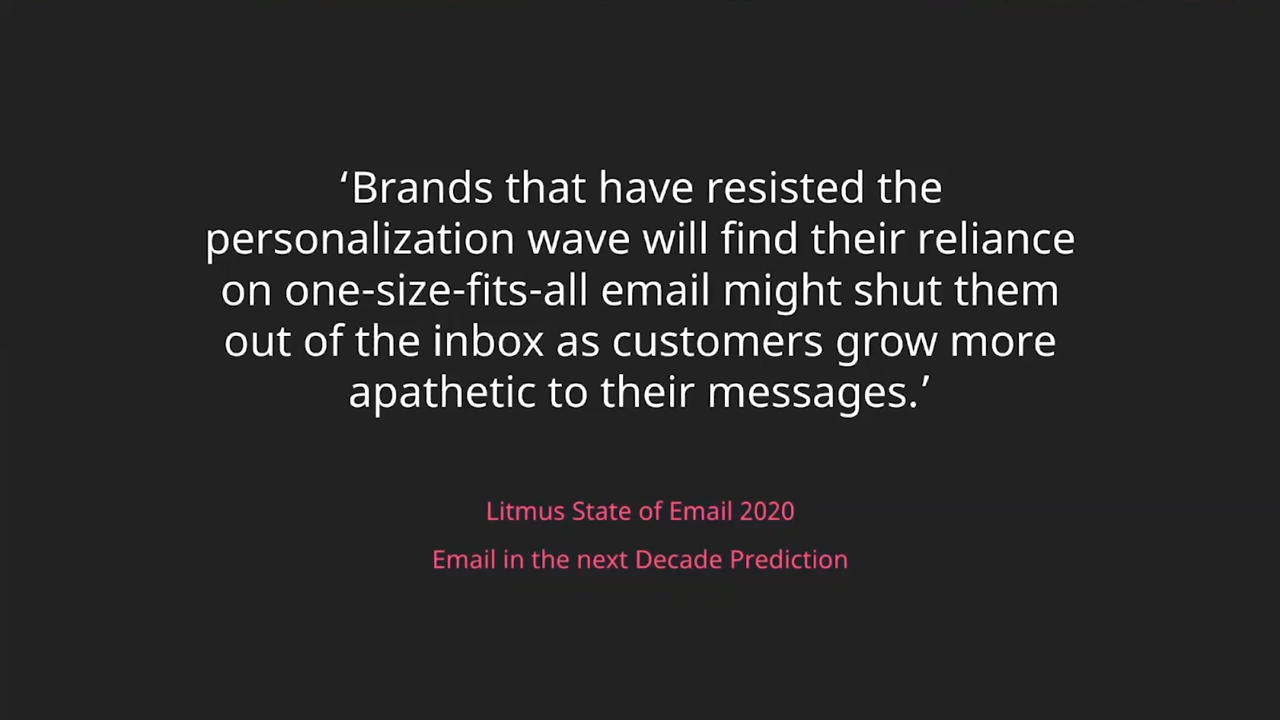 ‘Brands that have resisted the
personalization wave will find their reliance
on one-size-fits-all email might shut them
out of the inbox as customers grow more
apathetic to their messages.’
Litmus State of Email 2020
Email in the next Decade Prediction